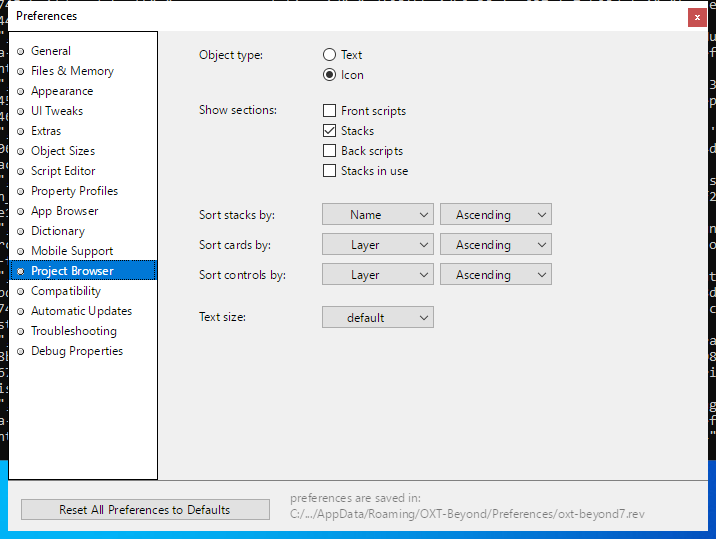 Preferences
x
General
Files & Memory
Appearance
UI Tweaks
Extras
Object Sizes
Script Editor
Property Profiles
App Browser
Dictionary
Mobile Support
Project Browser
Compatibility
Automatic Updates
Troubleshooting
Debug Properties
Object type:
Text
Icon
Show sections:
Front scripts
Stacks
Back scripts
Stacks in use
Sort stacks by: Name Ascending
Sort cards by: Layer Ascending
Sort controls by: Layer Ascending
Text size: default
Reset All Preferences to Defaults
preferences are saved in:
C:/.../AppData/Roaming/OXT-Beyond/Preferences/oxt-beyond7.rev